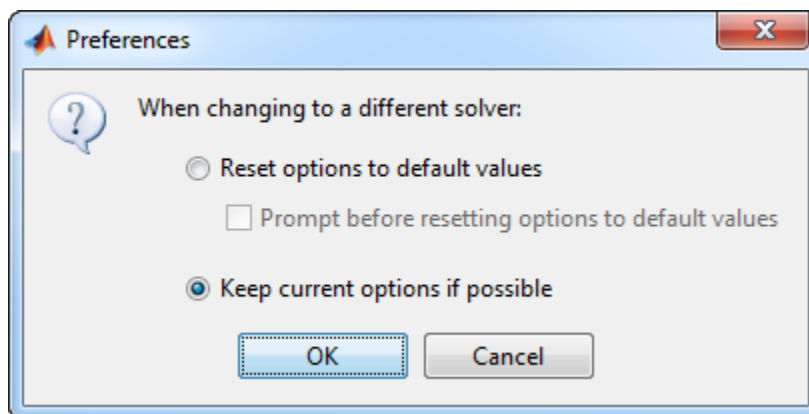 Preferences
When changing to a different solver:
Reset options to default values
Prompt before resetting options to default values
Keep current options if possible
OK Cancel